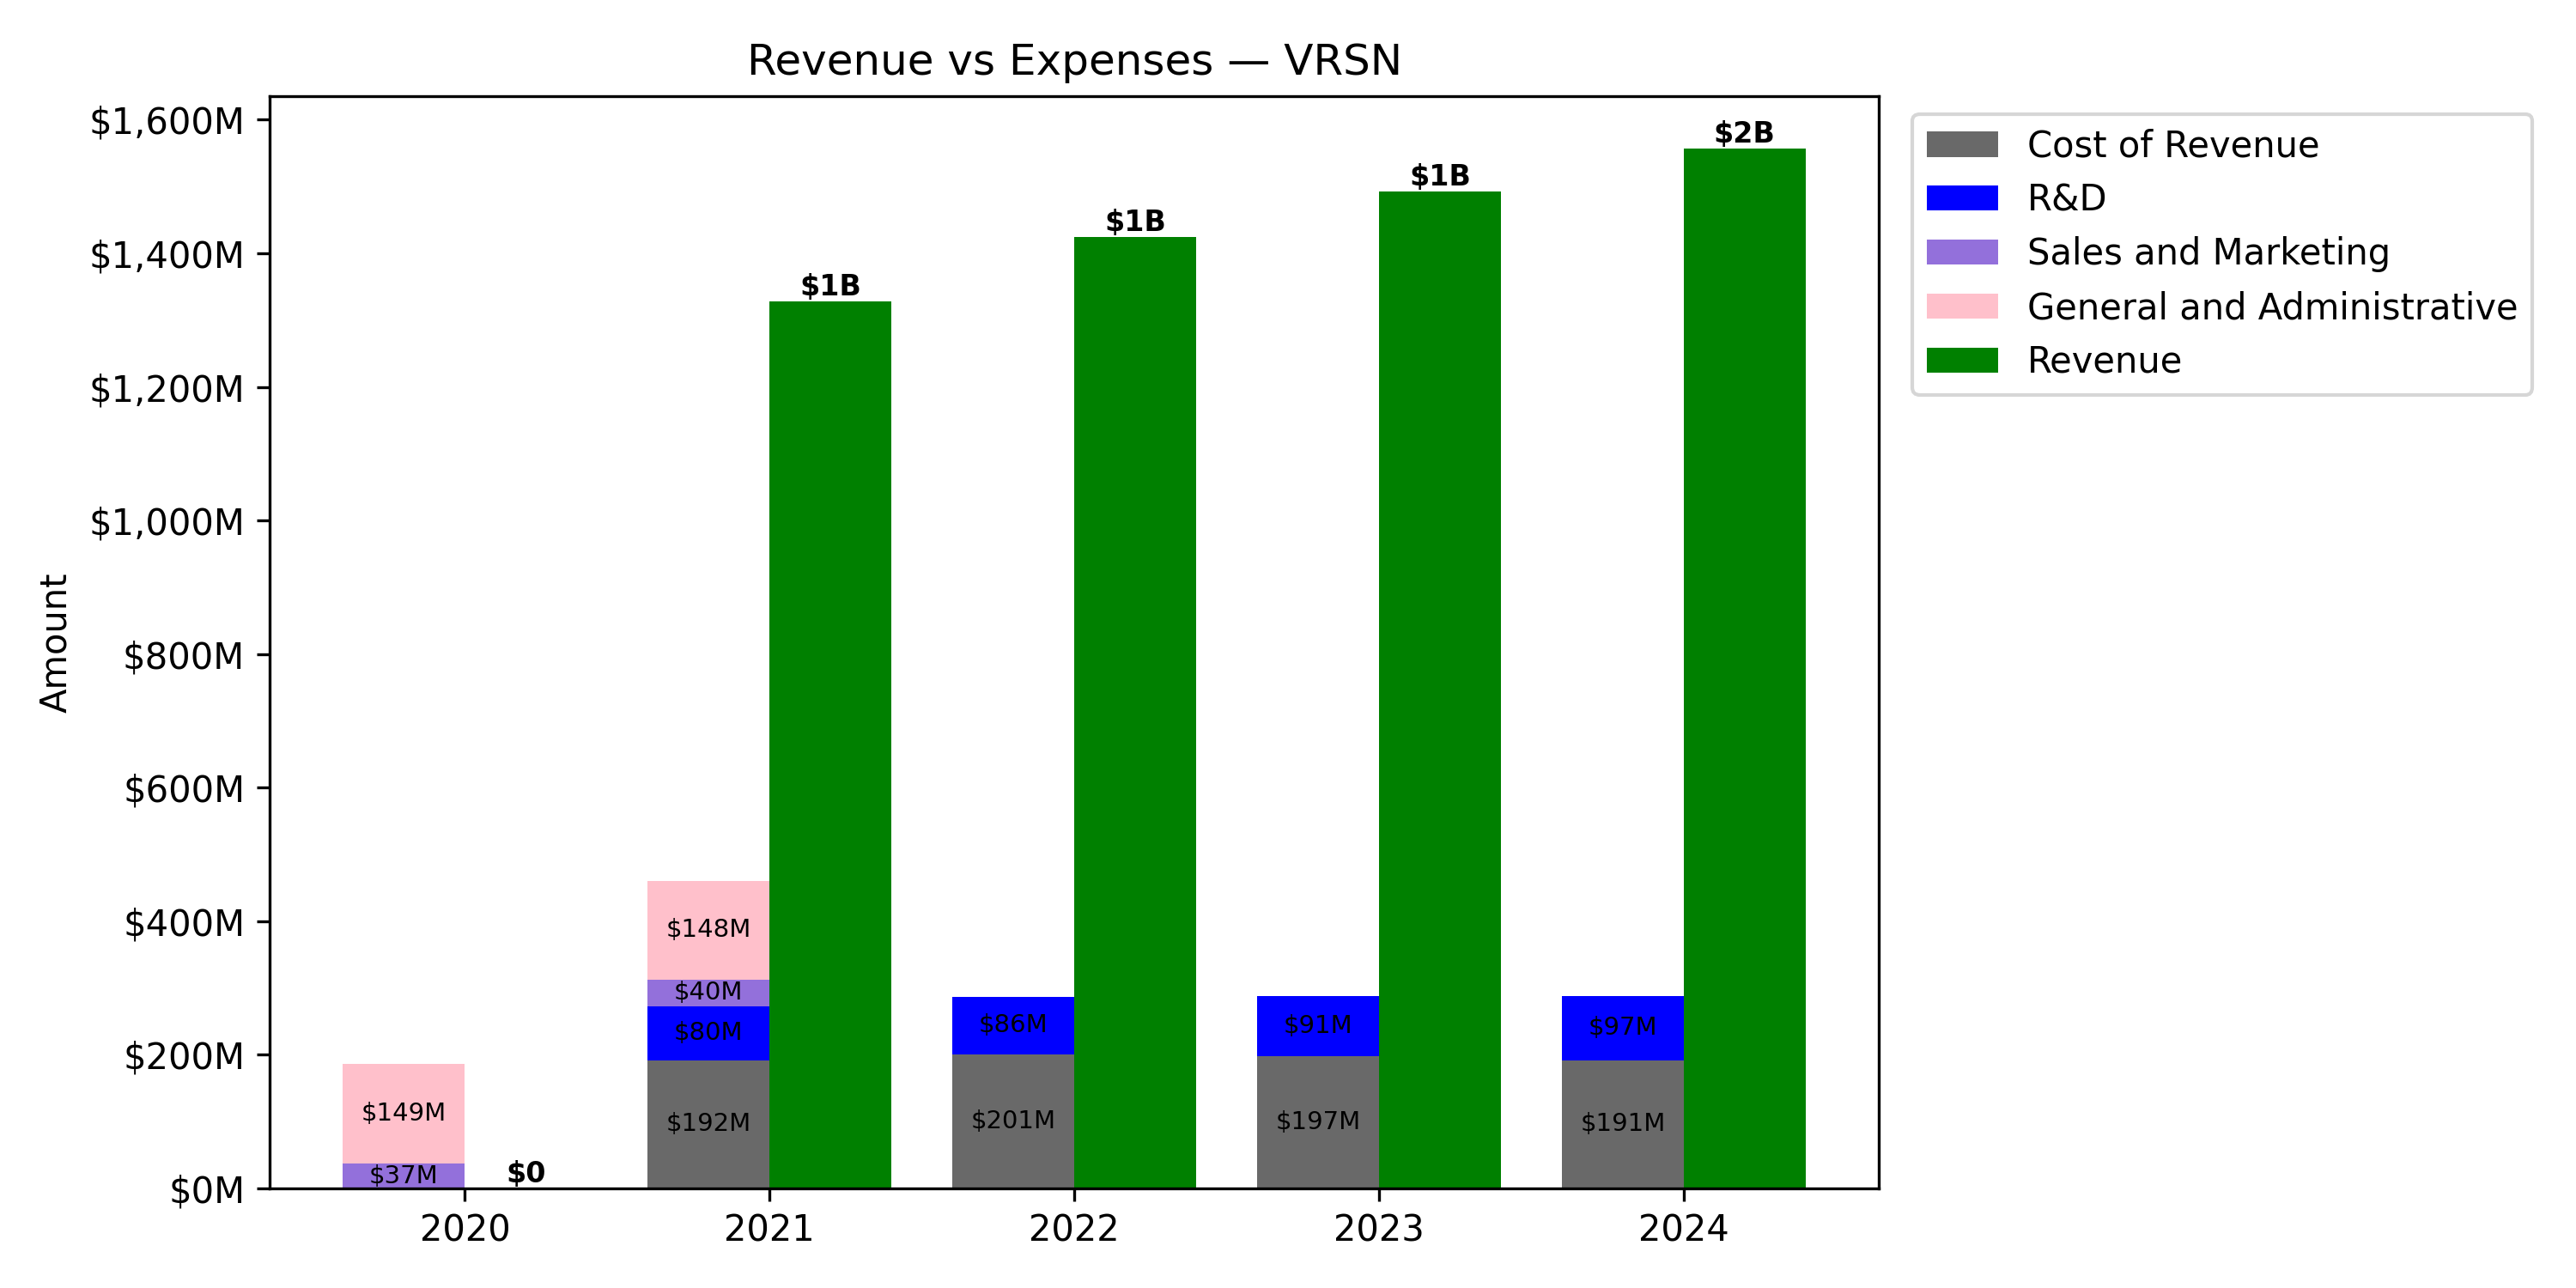 Revenue vs Expenses — VRSN
Amount
$1,600M
$1,400M
$1,200M
$1,000M
$800M
$600M
$400M
$200M
$0M
$149M
$37M
$0
$1B
$148M
$40M
$80M
$192M
$1B
$86M
$201M
$1B
$91M
$197M
$2B
$97M
$191M
2020
2021
2022
2023
2024
Cost of Revenue
R&D
Sales and Marketing
General and Administrative
Revenue